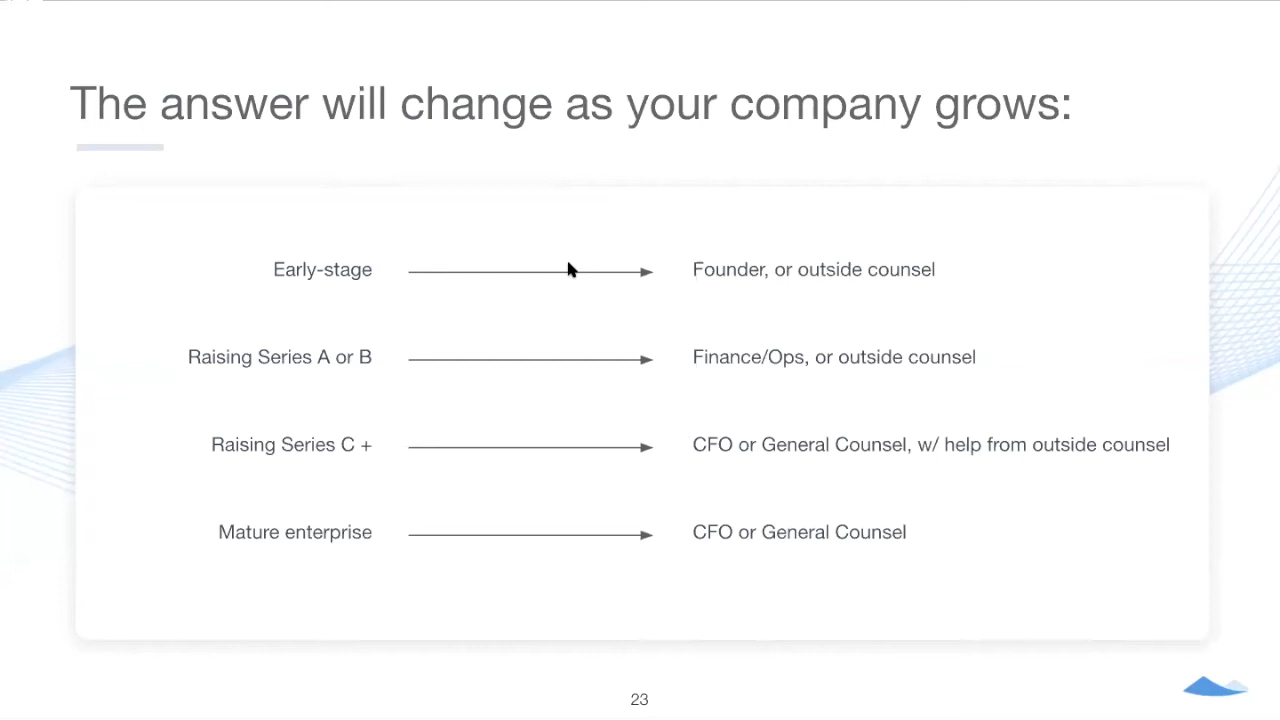 The answer will change as your company grows:
Early-stage
Founder, or outside counsel
Raising Series A or B
Finance/Ops, or outside counsel
Raising Series C +
CFO or General Counsel, w/ help from outside counsel
Mature enterprise
CFO or General Counsel
23